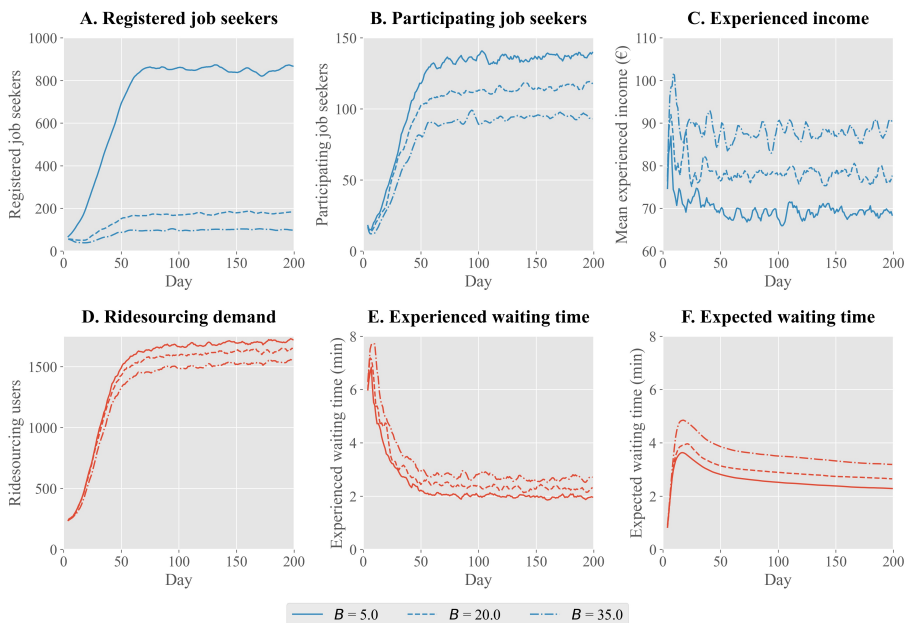 A. Registered job seekers
B. Participating job seekers
C. Experienced income
1000
800
600
400
200
0
Registered job seekers
0 50 100 150 200
Day
150
100
50
0
Participating job seekers
0 50 100 150 200
Day
110
100
90
80
70
60
Mean experienced income (€)
0 50 100 150 200
Day
D. Ridesourcing demand
E. Experienced waiting time
F. Expected waiting time
1500
1000
500
0
Ridesourcing users
0 50 100 150 200
Day
8
6
4
2
0
Experienced waiting time (min)
0 50 100 150 200
Day
8
6
4
2
0
Expected waiting time (min)
0 50 100 150 200
Day
B = 5.0 B = 20.0 B = 35.0